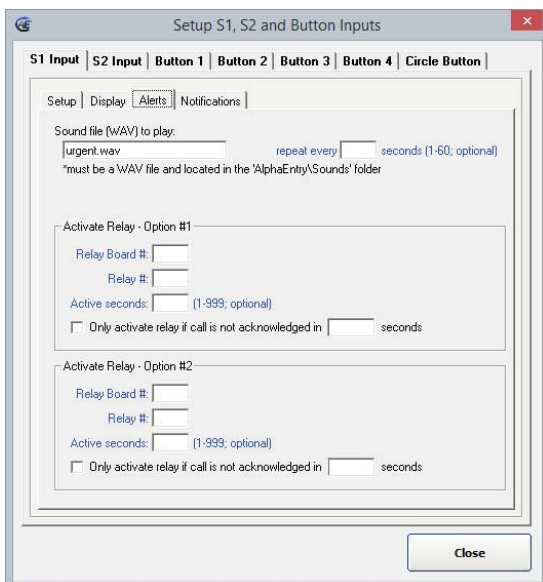 Setup S1, S2 and Button Inputs
S1 Input S2 Input Button 1 Button 2 Button 3 Button 4 Circle Button
Setup Display Alerts Notifications
Sound file (WAV) to play:
urgent.wav repeat every seconds (1-60; optional)
*must be a WAV file and located in the 'AlphaEntry\Sounds' folder
Activate Relay - Option #1
Relay Board #:
Relay #:
Active seconds: (1-999; optional)
Only activate relay if call is not acknowledged in seconds
Activate Relay - Option #2
Relay Board #:
Relay #:
Active seconds: (1-999; optional)
Only activate relay if call is not acknowledged in seconds
Close